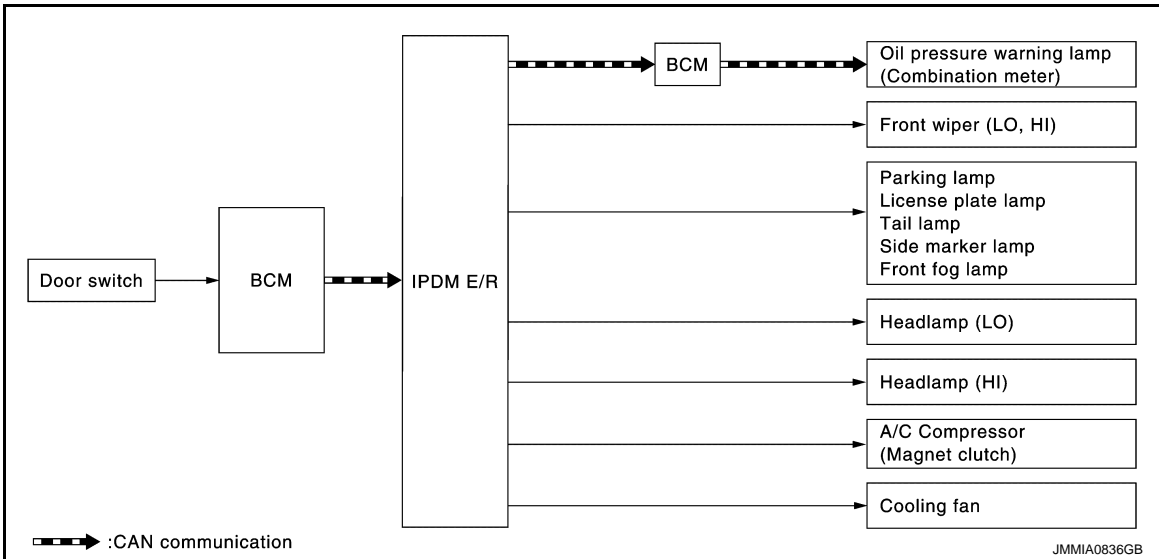 Door switch
BCM
IPDM E/R
BCM
Oil pressure warning lamp
(Combination meter)
Front wiper (LO, HI)
Parking lamp
License plate lamp
Tail lamp
Side marker lamp
Front fog lamp
Headlamp (LO)
Headlamp (HI)
A/C Compressor
(Magnet clutch)
Cooling fan
:CAN communication
JMMIA0836GB